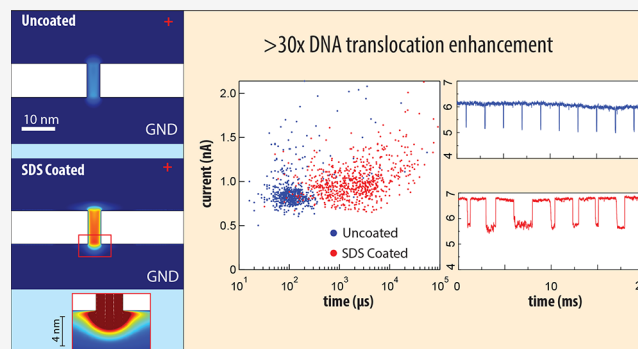 Uncoated
+
10 nm
GND
SDS Coated
+
GND
4 nm
>30x DNA translocation enhancement
current (nA)
2.0
1.5
1.0
0.5
0
Uncoated
SDS Coated
10¹ 10² 10³ 10⁴ 10⁵
time (µs)
7
6
5
4
7
6
5
4
0 10
time (ms)